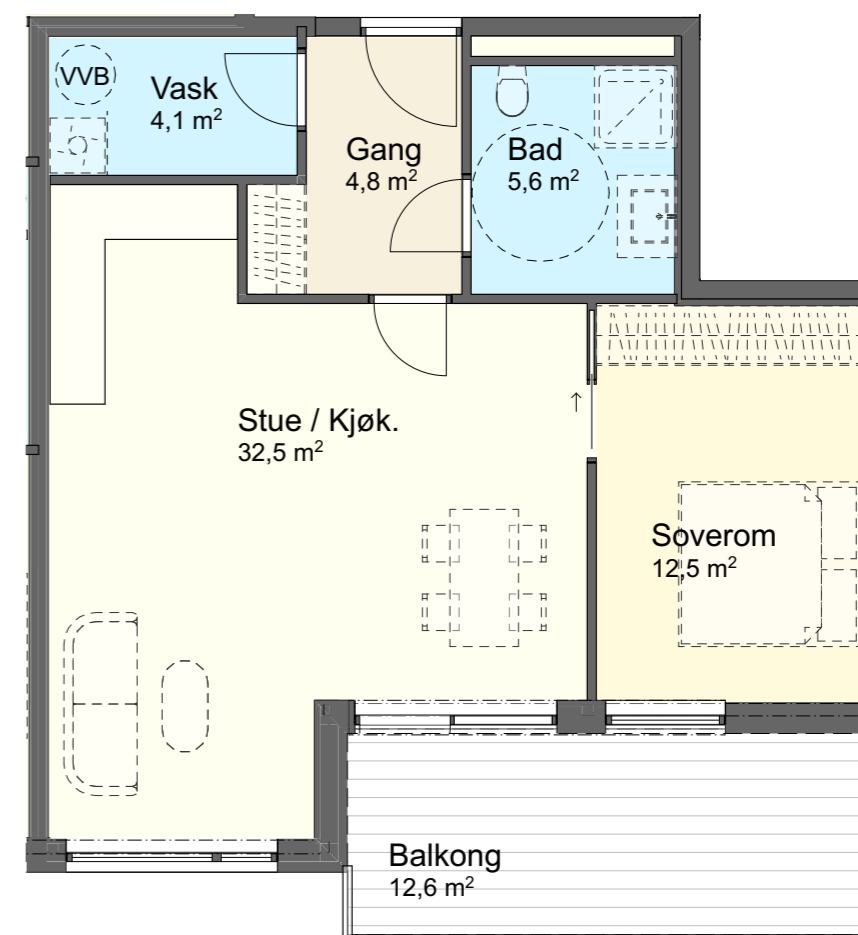 VVB
Vask
4,1 m²
Gang
4,8 m²
Bad
5,6 m²
Stue / Kjøk.
32,5 m²
Soverom
12,5 m²
Balkong
12,6 m²